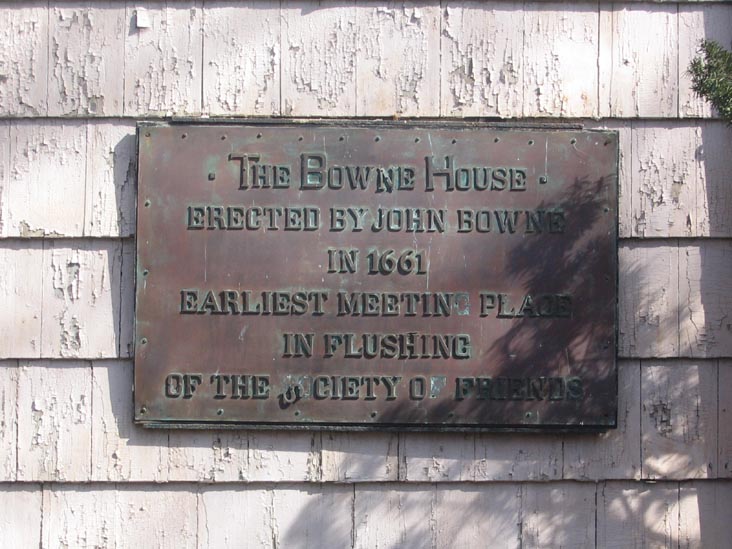 · THE BOWNE HOUSE ·
ERECTED BY JOHN BOWNE
IN 1661
EARLIEST MEETING PLACE
IN FLUSHING
OF THE SOCIETY OF FRIENDS